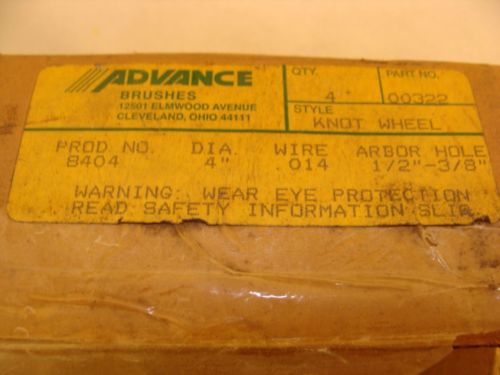 ADVANCE
BRUSHES
12501 ELMWOOD AVENUE
CLEVELAND, OHIO 44111
QTY. PART NO.
4 00322
STYLE
KNOT WHEEL
PROD NO. DIA. WIRE ARBOR HOLE
8404 4" .014 1/2"-3/8"
WARNING: WEAR EYE PROTECTION
READ SAFETY INFORMATION SLIP